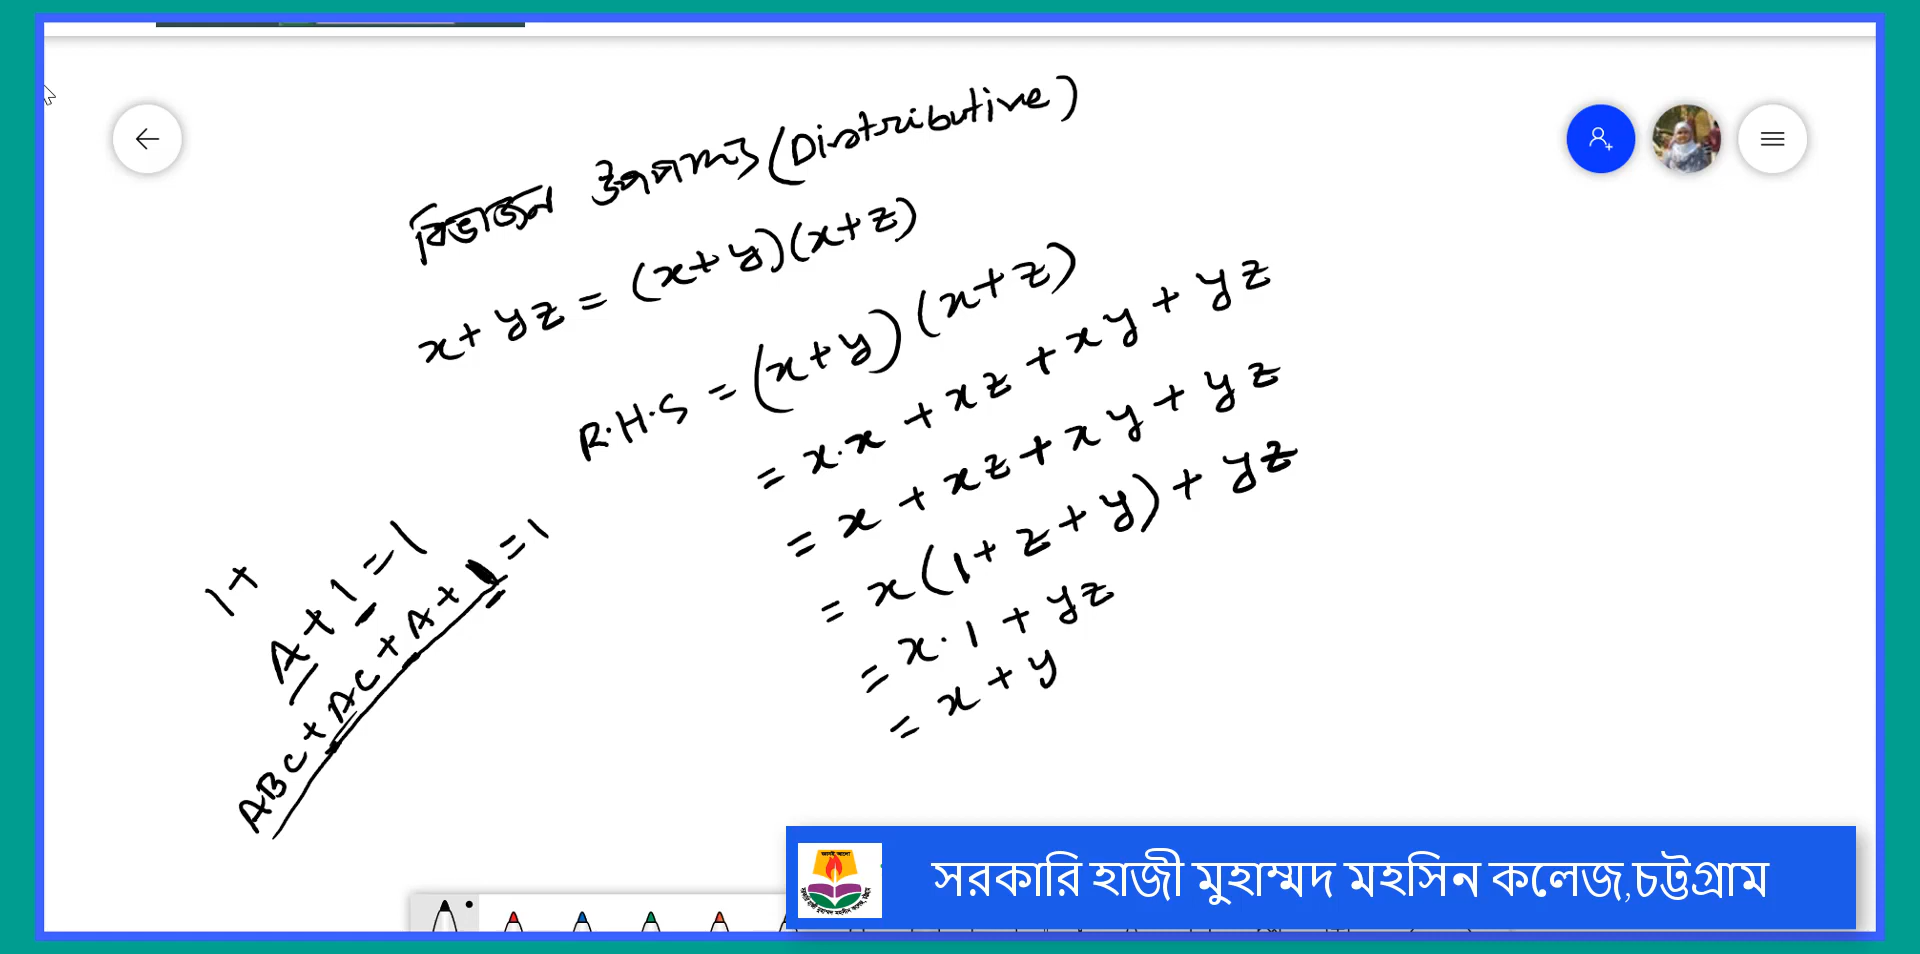 বিভাজন উপপাদ্য (Distributive)
x + yz = (x+y)(x+z)
R.H.S = (x+y)(x+z)
= x.x + xz + xy + yz
= x + xz + xy + yz
= x(1+z+y) + yz
= x.1 + yz
= x + y
1+
A+1=1
ABC+AC+A+1=1
সরকারি হাজী মুহাম্মদ মহসিন কলেজ,চট্টগ্রাম